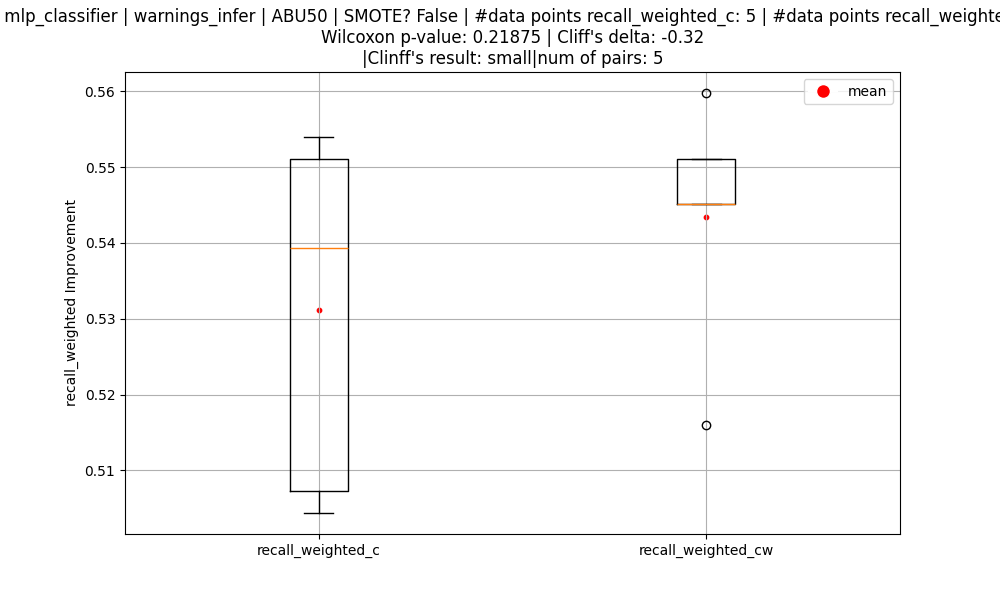 mlp_classifier | warnings_infer | ABU50 | SMOTE? False | #data points recall_weighted_c: 5 | #data points
Wilcoxon p-value: 0.21875 | Cliff's delta: -0.32
|Clinff's result: small|num of pairs: 5
mean
0.56
0.55
0.54
0.53
0.52
0.51
recall_weighted Improvement
recall_weighted_c
recall_weighted_cw